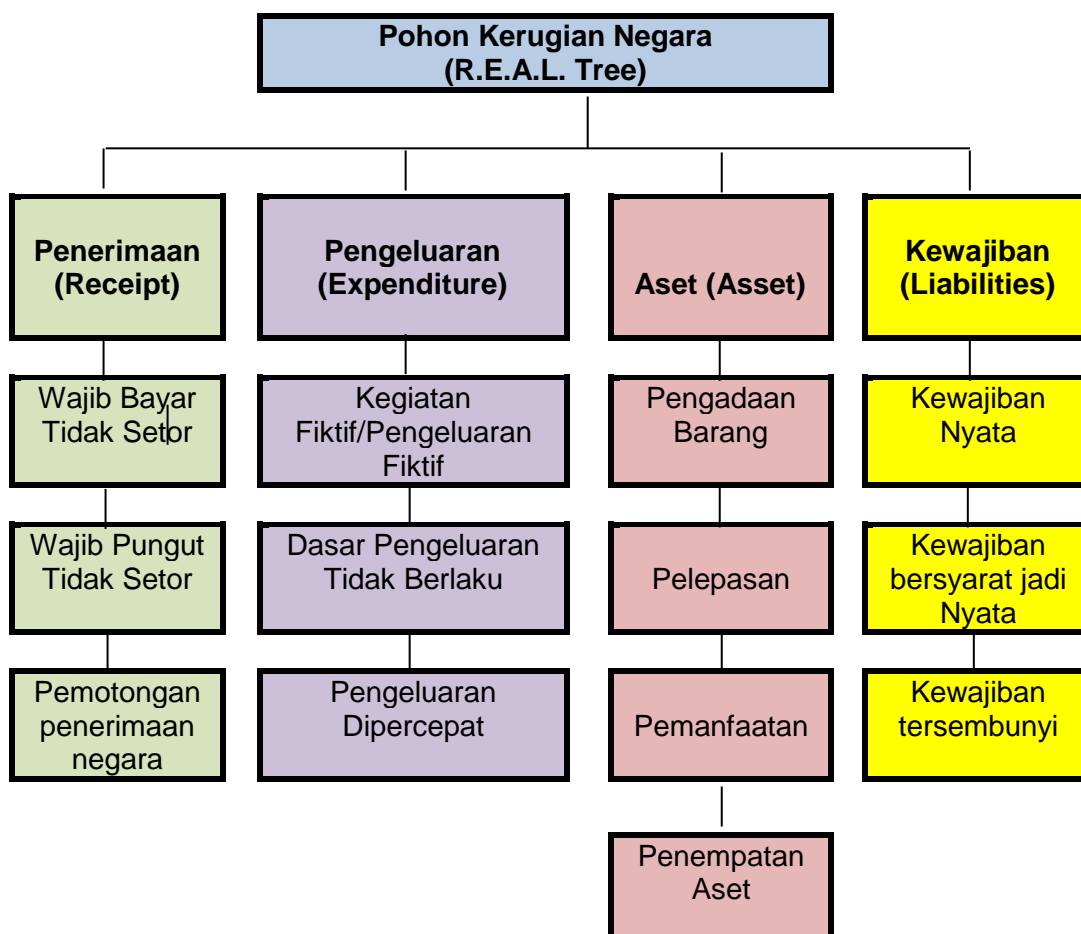 Pohon Kerugian Negara
(R.E.A.L. Tree)
Penerimaan
(Receipt)
Pengeluaran
(Expenditure)
Aset (Asset)
Kewajiban
(Liabilities)
Wajib Bayar
Tidak Setor
Kegiatan
Fiktif/Pengeluaran
Fiktif
Pengadaan
Barang
Kewajiban
Nyata
Wajib Pungut
Tidak Setor
Dasar Pengeluaran
Tidak Berlaku
Pelepasan
Kewajiban
bersyarat jadi
Nyata
Pemotongan
penerimaan
negara
Pengeluaran
Dipercepat
Pemanfaatan
Kewajiban
tersembunyi
Penempatan
Aset